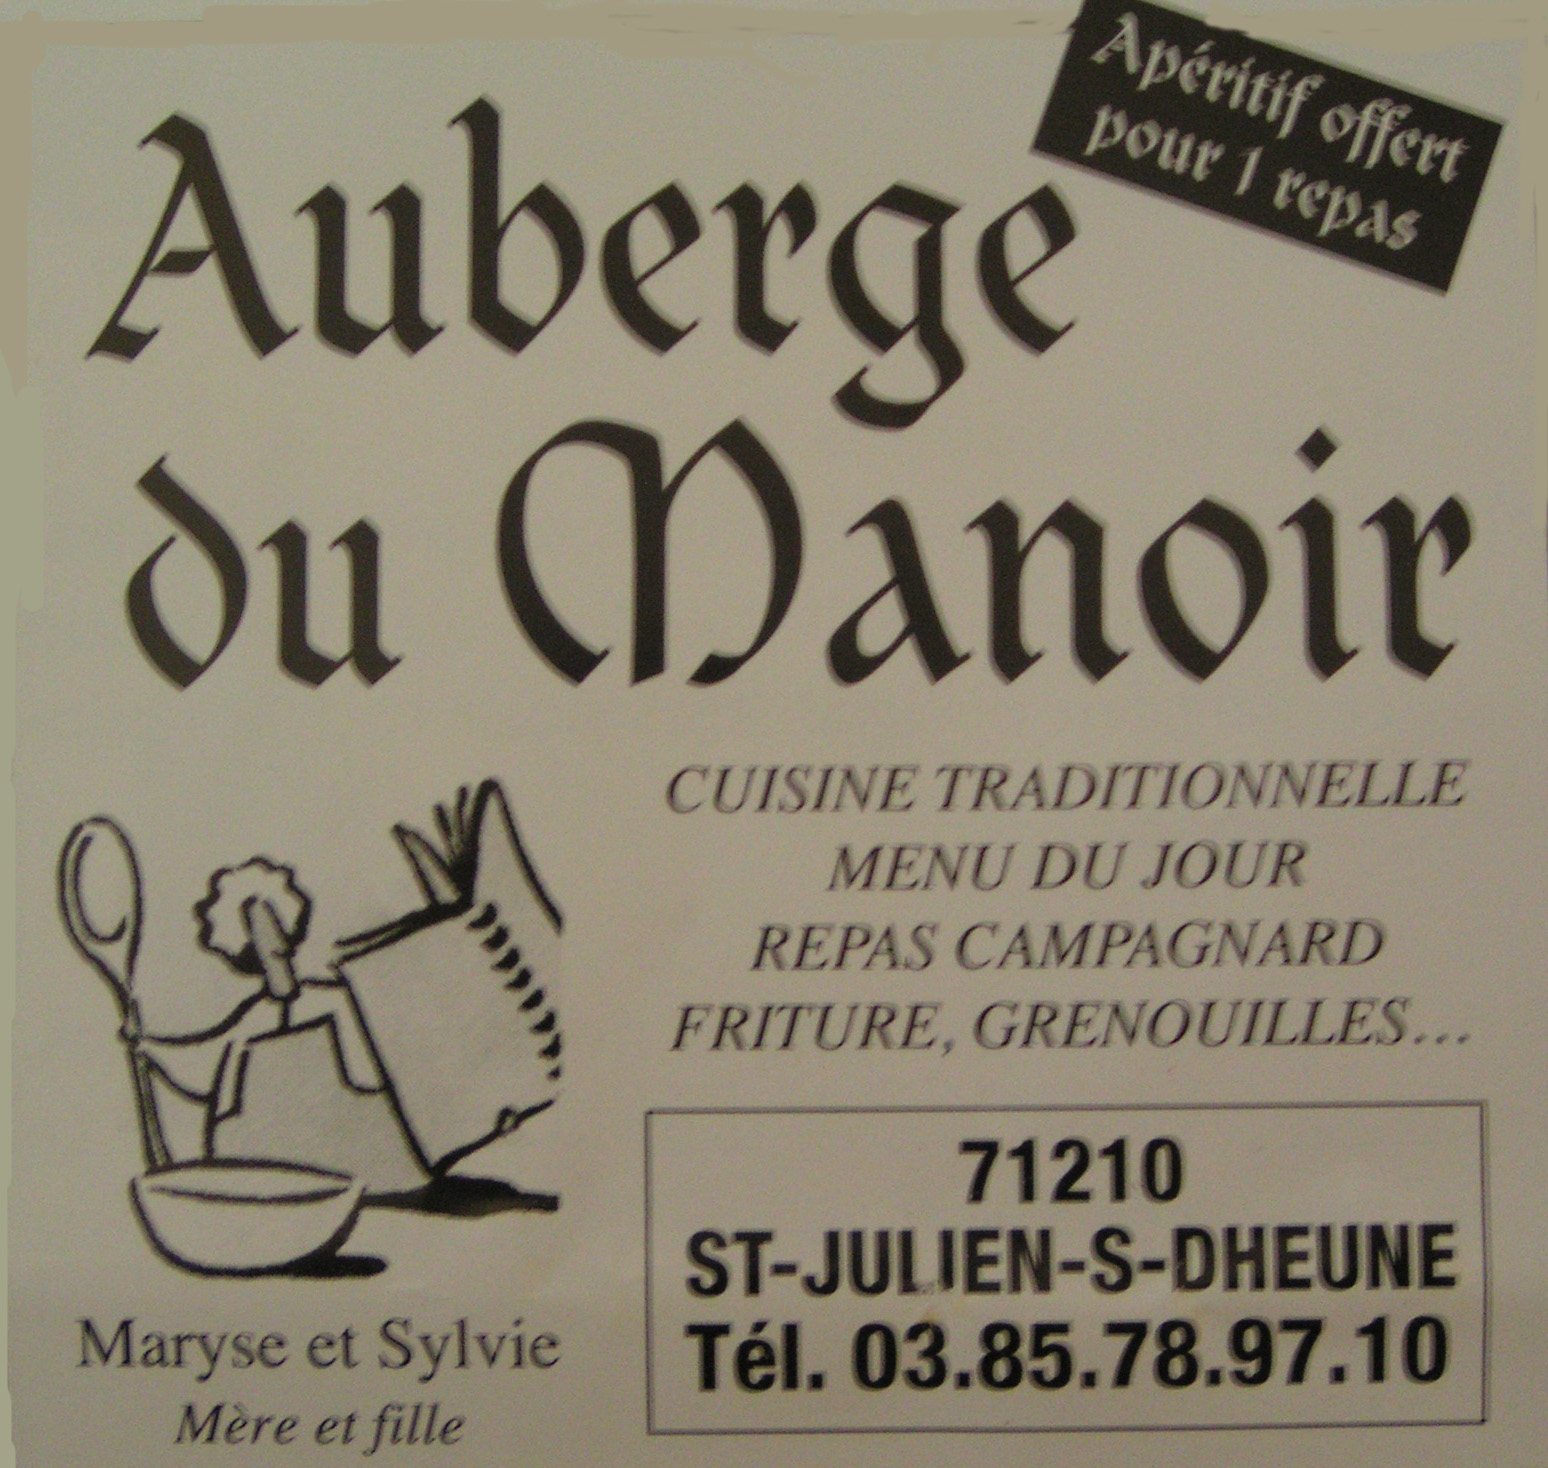 Apéritif offert
pour 1 repas
Auberge
du Manoir
CUISINE TRADITIONNELLE
MENU DU JOUR
REPAS CAMPAGNARD
FRITURE, GRENOUILLES...
71210
ST-JULIEN-S-DHEUNE
Tél. 03.85.78.97.10
Maryse et Sylvie
Mère et fille